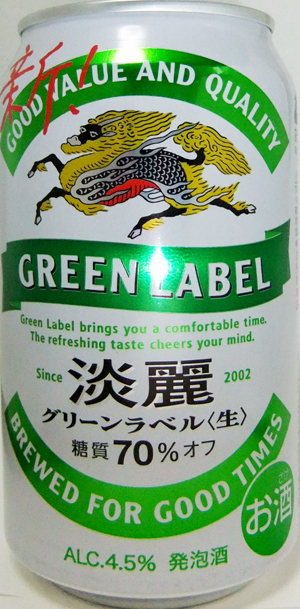 新!
GOOD VALUE AND QUALITY
GREEN LABEL
Green Label brings you a comfortable time.
The refreshing taste cheers your mind.
Since 淡麗 2002
グリーンラベル〈生〉
糖質70%オフ
BREWED FOR GOOD TIMES
お酒
ALC.4.5% 発泡酒